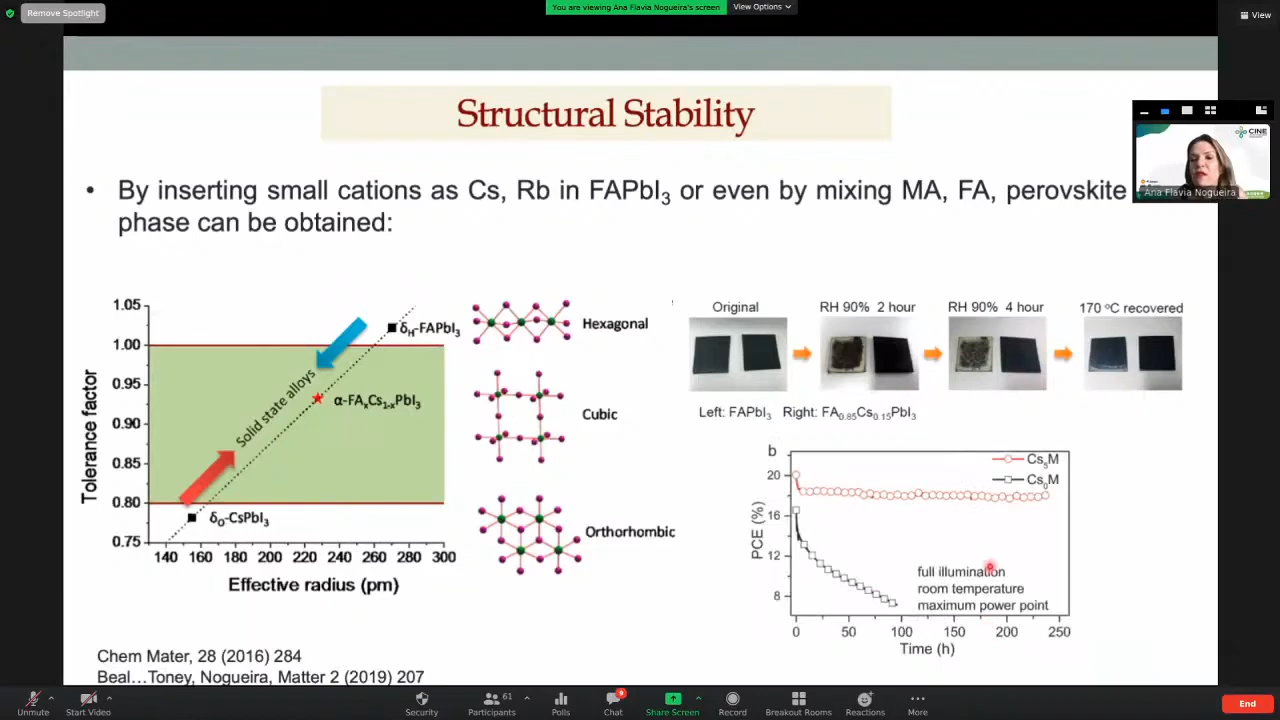 Remove Spotlight
You are viewing Ana Flavia Nogueira's screen
View Options
View
Structural Stability
CINE
Ana Flavia Nogueira
• By inserting small cations as Cs, Rb in FAPbI₃ or even by mixing MA, FA, perovskite
phase can be obtained:
1.05
1.00
0.95
0.90
0.85
0.80
0.75
Tolerance factor
δH-FAPbI₃
Solid state alloys
α-FAₓCs₁₋ₓPbI₃
δO-CsPbI₃
140 160 180 200 220 240 260 280 300
Effective radius (pm)
Hexagonal
Cubic
Orthorhombic
Original
RH 90% 2 hour
RH 90% 4 hour
170 °C recovered
Left: FAPbI₃ Right: FA₀.₈₅Cs₀.₁₅PbI₃
b
Cs₅M
Cs₀M
20
16
12
8
PCE (%)
full illumination
room temperature
maximum power point
0 50 100 150 200 250
Time (h)
Chem Mater, 28 (2016) 284
Beal...Toney, Nogueira, Matter 2 (2019) 207
Unmute
Start Video
Security
Participants
61
Polls
Chat
9
Share Screen
Record
Breakout Rooms
Reactions
More
End